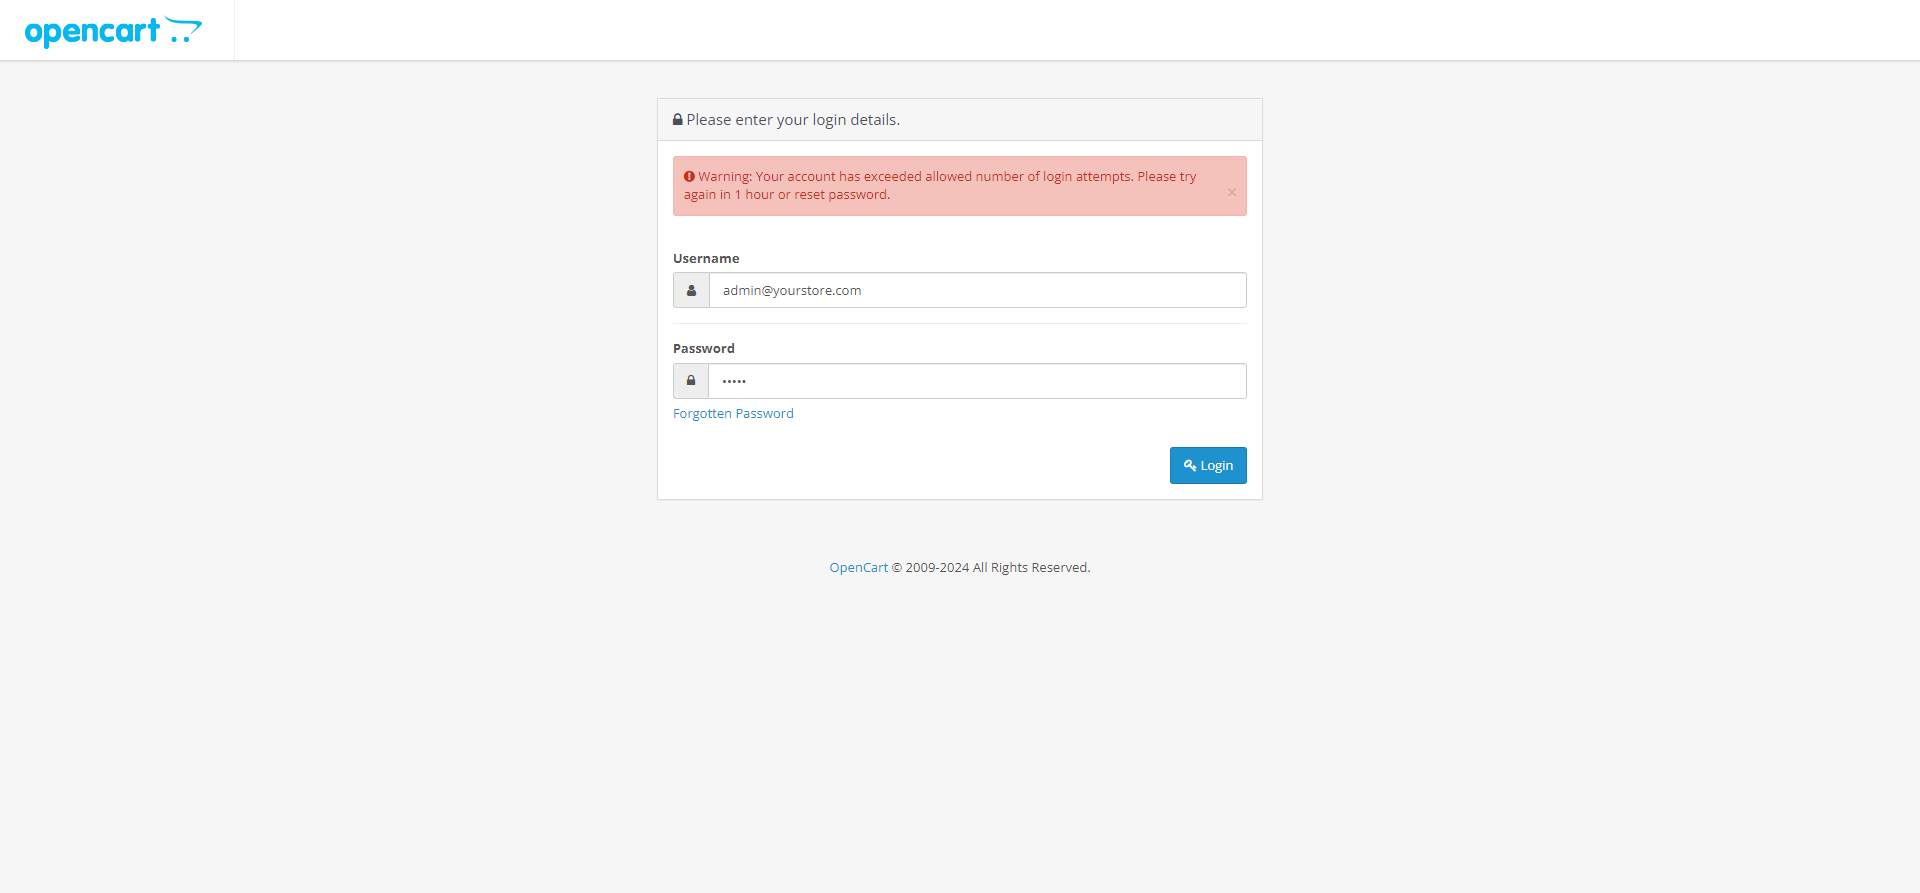 opencart
Please enter your login details.
Warning: Your account has exceeded allowed number of login attempts. Please try
again in 1 hour or reset password.
×
Username
admin@yourstore.com
Password
•••••
Forgotten Password
Login
OpenCart © 2009-2024 All Rights Reserved.